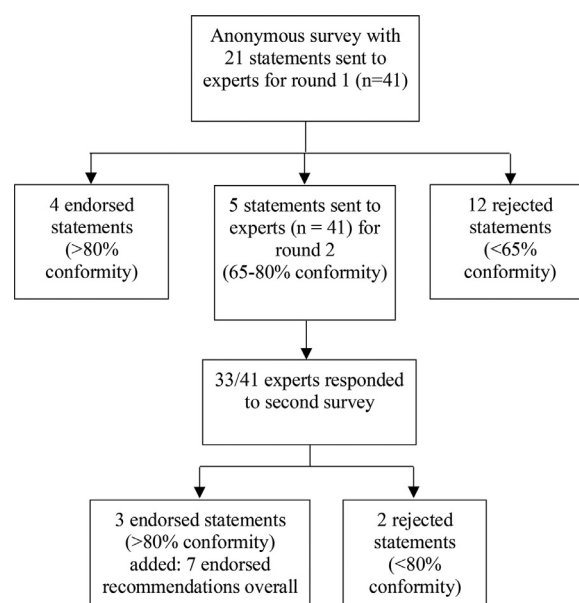 Anonymous survey with
21 statements sent to
experts for round 1 (n=41)
4 endorsed
statements
(>80%
conformity)
5 statements sent to
experts (n = 41) for
round 2
(65-80% conformity)
12 rejected
statements
(<65%
conformity)
33/41 experts responded
to second survey
3 endorsed statements
(>80% conformity)
added: 7 endorsed
recommendations overall
2 rejected
statements
(<80%
conformity)